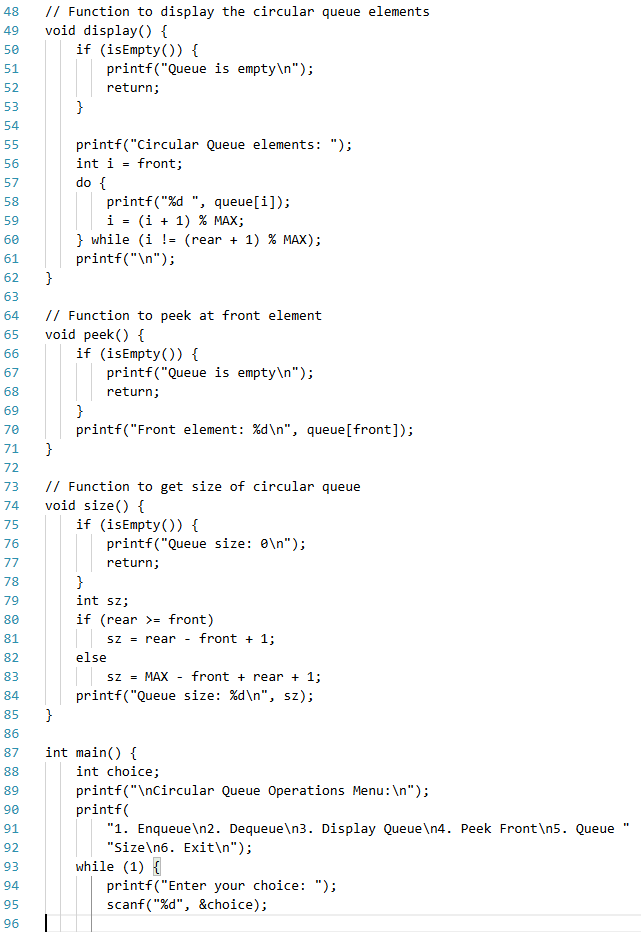 48 // Function to display the circular queue elements
49 void display() {
50     if (isEmpty()) {
51         printf("Queue is empty\n");
52         return;
53     }
54
55     printf("Circular Queue elements: ");
56     int i = front;
57     do {
58         printf("%d ", queue[i]);
59         i = (i + 1) % MAX;
60     } while (i != (rear + 1) % MAX);
61     printf("\n");
62 }
63
64 // Function to peek at front element
65 void peek() {
66     if (isEmpty()) {
67         printf("Queue is empty\n");
68         return;
69     }
70     printf("Front element: %d\n", queue[front]);
71 }
72
73 // Function to get size of circular queue
74 void size() {
75     if (isEmpty()) {
76         printf("Queue size: 0\n");
77         return;
78     }
79     int sz;
80     if (rear >= front)
81         sz = rear - front + 1;
82     else
83         sz = MAX - front + rear + 1;
84     printf("Queue size: %d\n", sz);
85 }
86
87 int main() {
88     int choice;
89     printf("\nCircular Queue Operations Menu:\n");
90     printf(
91         "1. Enqueue\n2. Dequeue\n3. Display Queue\n4. Peek Front\n5. Queue "
92         "Size\n6. Exit\n");
93     while (1) {
94         printf("Enter your choice: ");
95         scanf("%d", &choice);
96